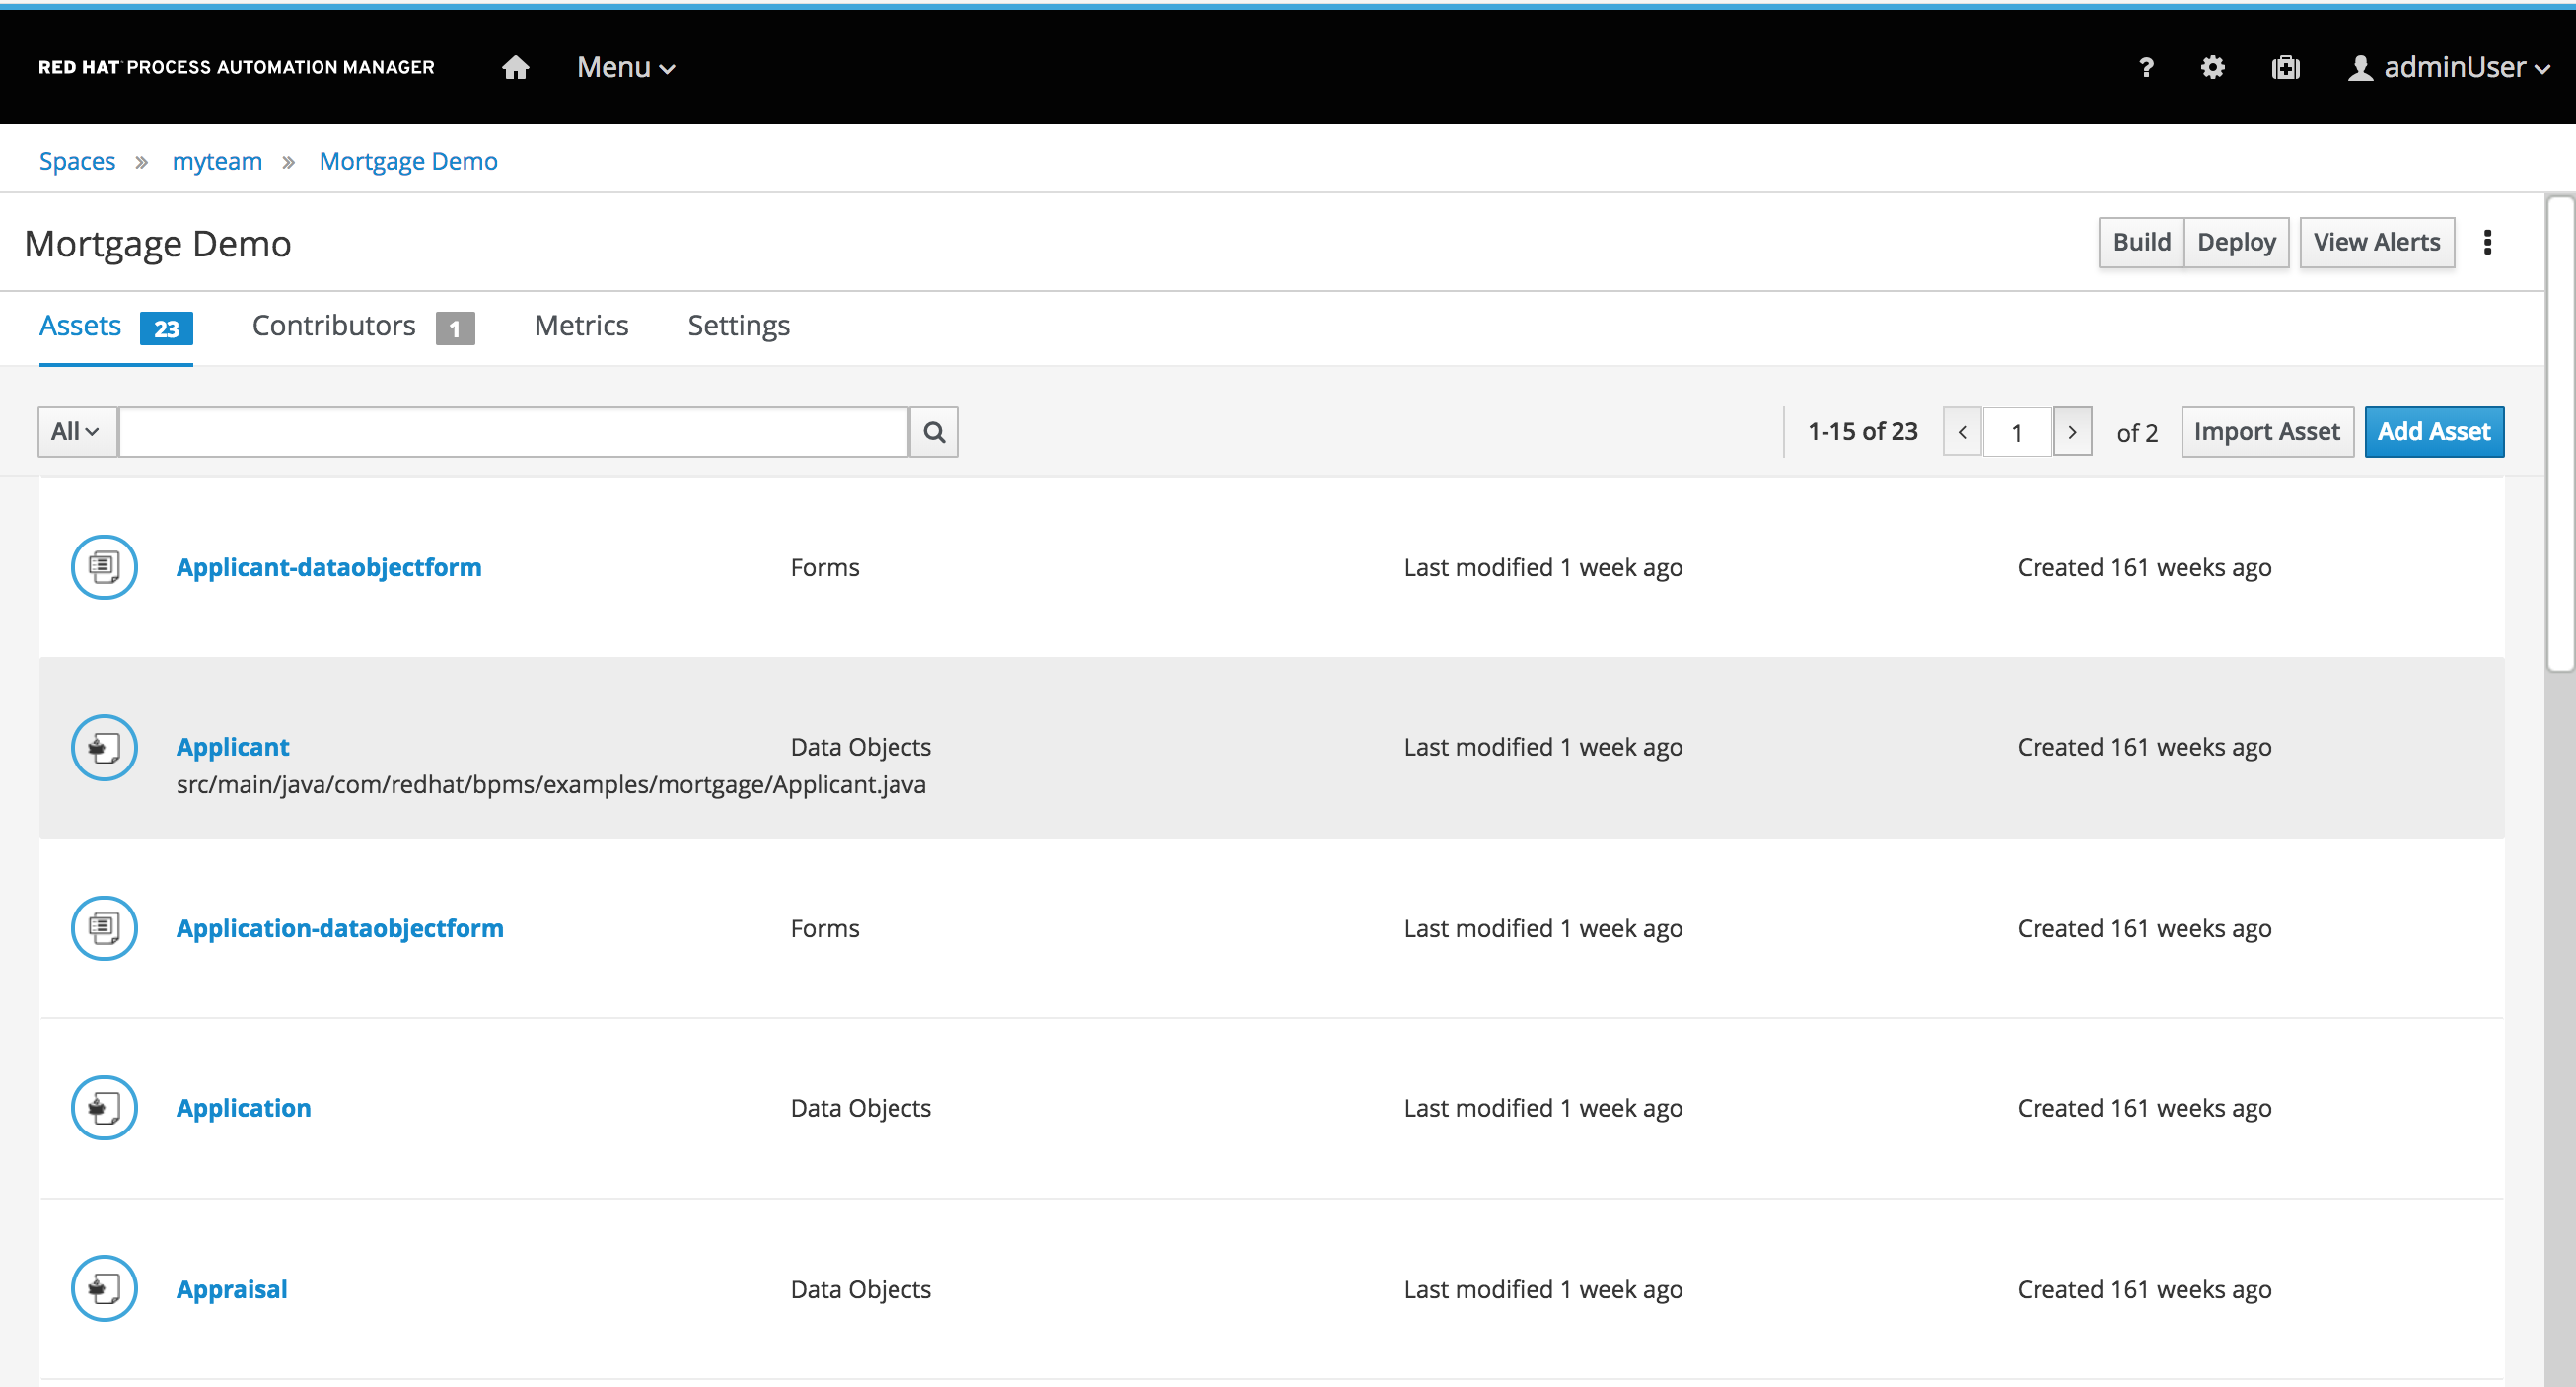 RED HAT PROCESS AUTOMATION MANAGER Menu ? adminUser
Spaces » myteam » Mortgage Demo
Mortgage Demo Build Deploy View Alerts
Assets 23 Contributors 1 Metrics Settings
All 1-15 of 23 < 1 > of 2 Import Asset Add Asset
Applicant-dataobjectform Forms Last modified 1 week ago Created 161 weeks ago
Applicant Data Objects Last modified 1 week ago Created 161 weeks ago
src/main/java/com/redhat/bpms/examples/mortgage/Applicant.java
Application-dataobjectform Forms Last modified 1 week ago Created 161 weeks ago
Application Data Objects Last modified 1 week ago Created 161 weeks ago
Appraisal Data Objects Last modified 1 week ago Created 161 weeks ago